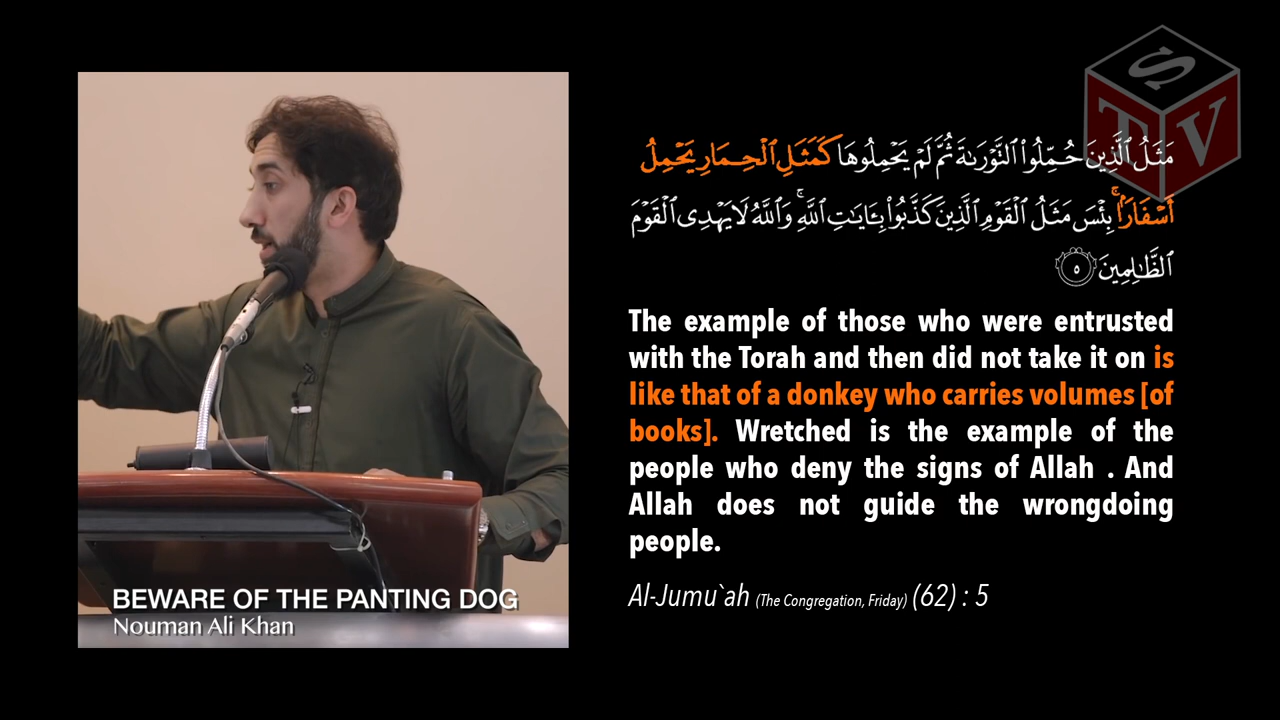 BEWARE OF THE PANTING DOG
Nouman Ali Khan
STV
مَثَلُ ٱلَّذِينَ حُمِّلُوا۟ ٱلتَّوْرَىٰةَ ثُمَّ لَمْ يَحْمِلُوهَا كَمَثَلِ ٱلْحِمَارِ يَحْمِلُ
أَسْفَارًۢا ۚ بِئْسَ مَثَلُ ٱلْقَوْمِ ٱلَّذِينَ كَذَّبُوا۟ بِـَٔايَـٰتِ ٱللَّهِ ۚ وَٱللَّهُ لَا يَهْدِى ٱلْقَوْمَ
ٱلظَّـٰلِمِينَ ٥
The example of those who were entrusted
with the Torah and then did not take it on is
like that of a donkey who carries volumes [of
books]. Wretched is the example of the
people who deny the signs of Allah . And
Allah does not guide the wrongdoing
people.
Al-Jumu`ah (The Congregation, Friday) (62) : 5